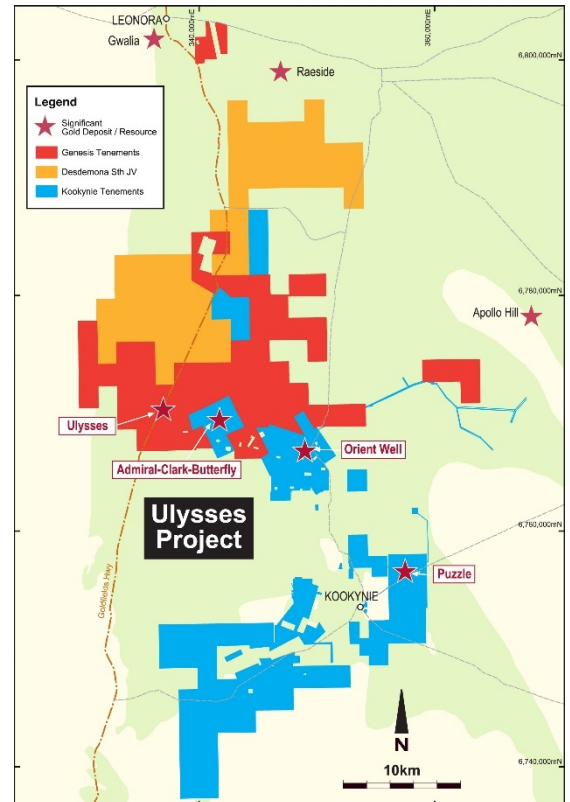 LEONORA
Gwalia
340,000mE
360,000mE
6,800,000mN
Raeside
Legend
Significant
Gold Deposit / Resource
Genesis Tenements
Desdemona Sth JV
Kookynie Tenements
6,760,000mN
Apollo Hill
Ulysses
Admiral-Clark-Butterfly
Orient Well
Ulysses
Project
6,760,000mN
Puzzle
KOOKYNIE
Goldfields Hwy
N
10km
6,740,000mN